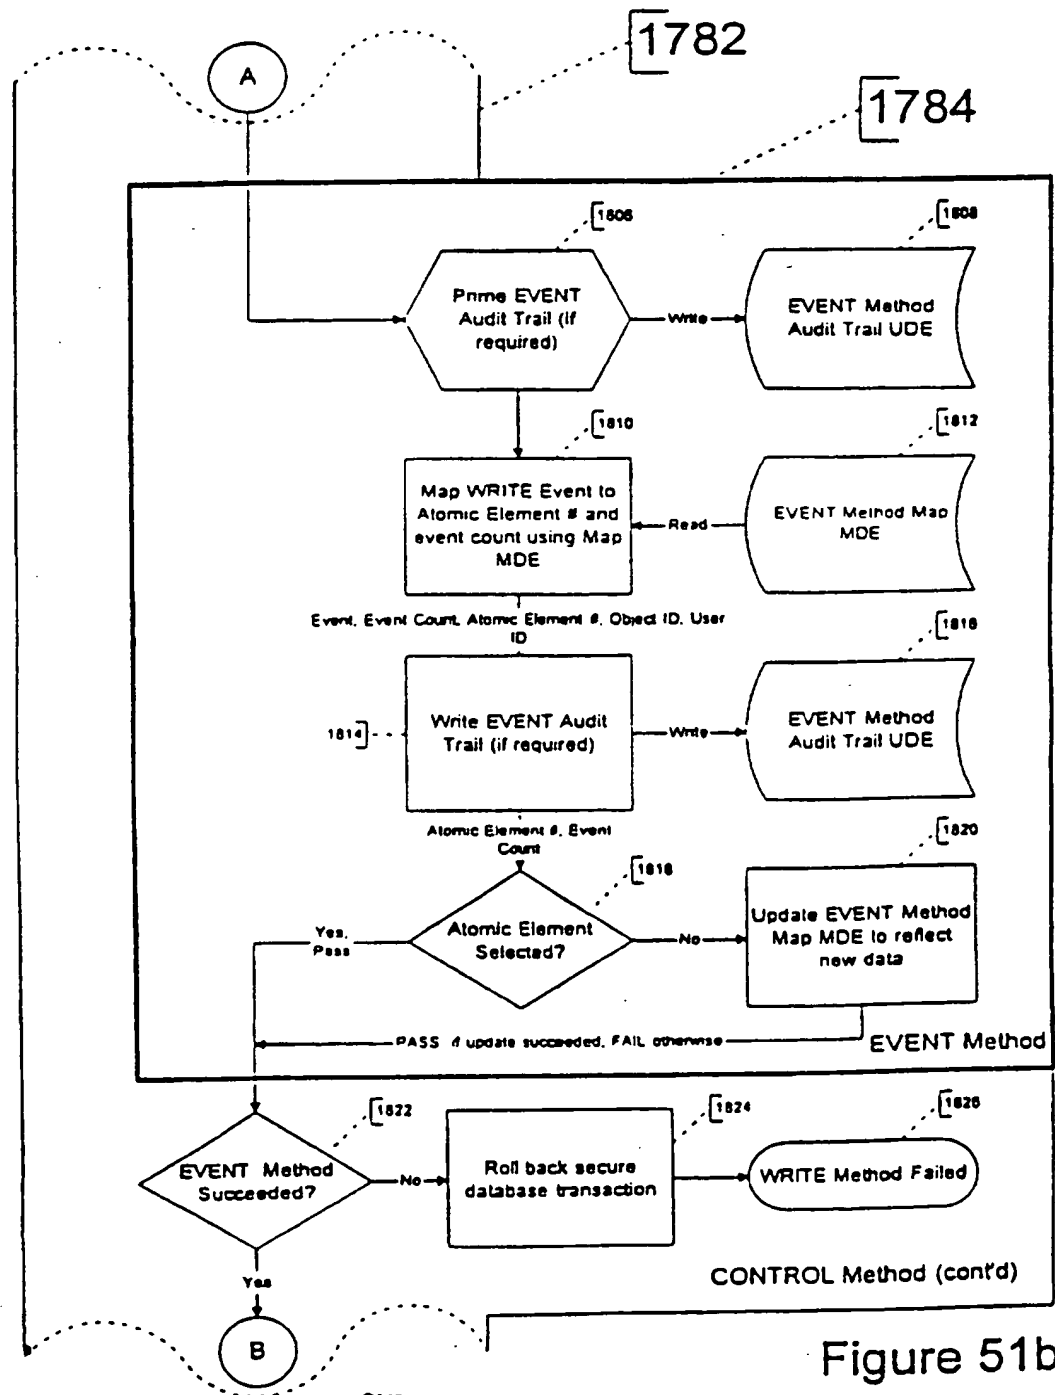 1782
A
1784
1806
1808
Prime EVENT
Audit Trail (if
required)
Write
EVENT Method
Audit Trail UDE
1810
1812
Map WRITE Event to
Atomic Element # and
event count using Map
MDE
Read
EVENT Method Map
MDE
Event, Event Count, Atomic Element #, Object ID, User
ID
1816
1814
Write EVENT Audit
Trail (if required)
Write
EVENT Method
Audit Trail UDE
Atomic Element #, Event
Count
1818
1820
Yes,
Pass
Atomic Element
Selected?
No
Update EVENT Method
Map MDE to reflect
new data
PASS if update succeeded, FAIL otherwise
EVENT Method
1822
1824
1826
EVENT Method
Succeeded?
No
Roll back secure
database transaction
WRITE Method Failed
Yes
CONTROL Method (cont'd)
B
Figure 51b